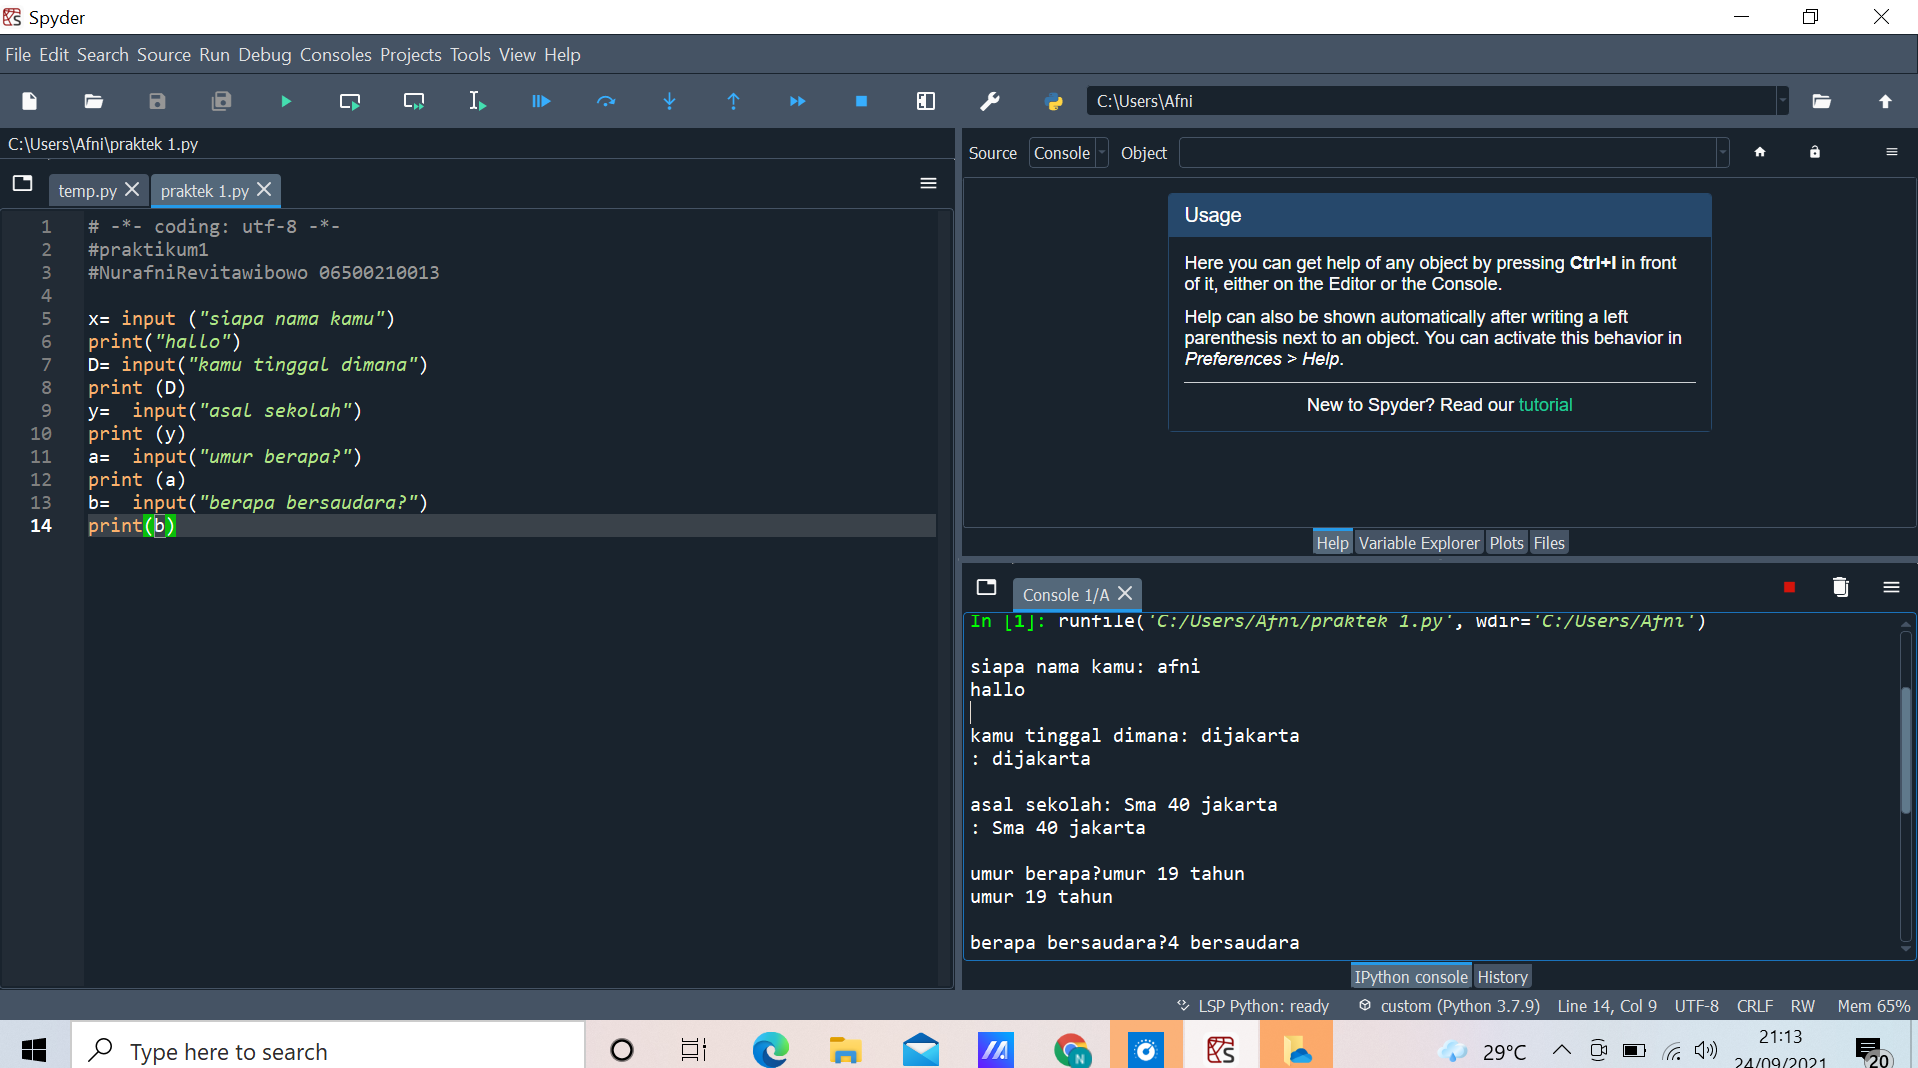 Spyder
File Edit Search Source Run Debug Consoles Projects Tools View Help
C:\Users\Afni
C:\Users\Afni\praktek 1.py
temp.py
praktek 1.py
1 # -*- coding: utf-8 -*-
2 #praktikum1
3 #NurafniRevitawibowo 06500210013
4
5 x= input ("siapa nama kamu")
6 print("hallo")
7 D= input("kamu tinggal dimana")
8 print (D)
9 y=  input("asal sekolah")
10 print (y)
11 a=  input("umur berapa?")
12 print (a)
13 b=  input("berapa bersaudara?")
14 print(b)
Source Console Object
Usage
Here you can get help of any object by pressing Ctrl+I in front
of it, either on the Editor or the Console.
Help can also be shown automatically after writing a left
parenthesis next to an object. You can activate this behavior in
Preferences > Help.
New to Spyder? Read our tutorial
Help Variable Explorer Plots Files
Console 1/A
In [1]: runfile('C:/Users/Afni/praktek 1.py', wdir='C:/Users/Afni')
siapa nama kamu: afni
hallo
kamu tinggal dimana: dijakarta
: dijakarta
asal sekolah: Sma 40 jakarta
: Sma 40 jakarta
umur berapa?umur 19 tahun
umur 19 tahun
berapa bersaudara?4 bersaudara
IPython console History
LSP Python: ready custom (Python 3.7.9) Line 14, Col 9 UTF-8 CRLF RW Mem 65%
Type here to search
N
29°C
21:13
24/09/2021
20